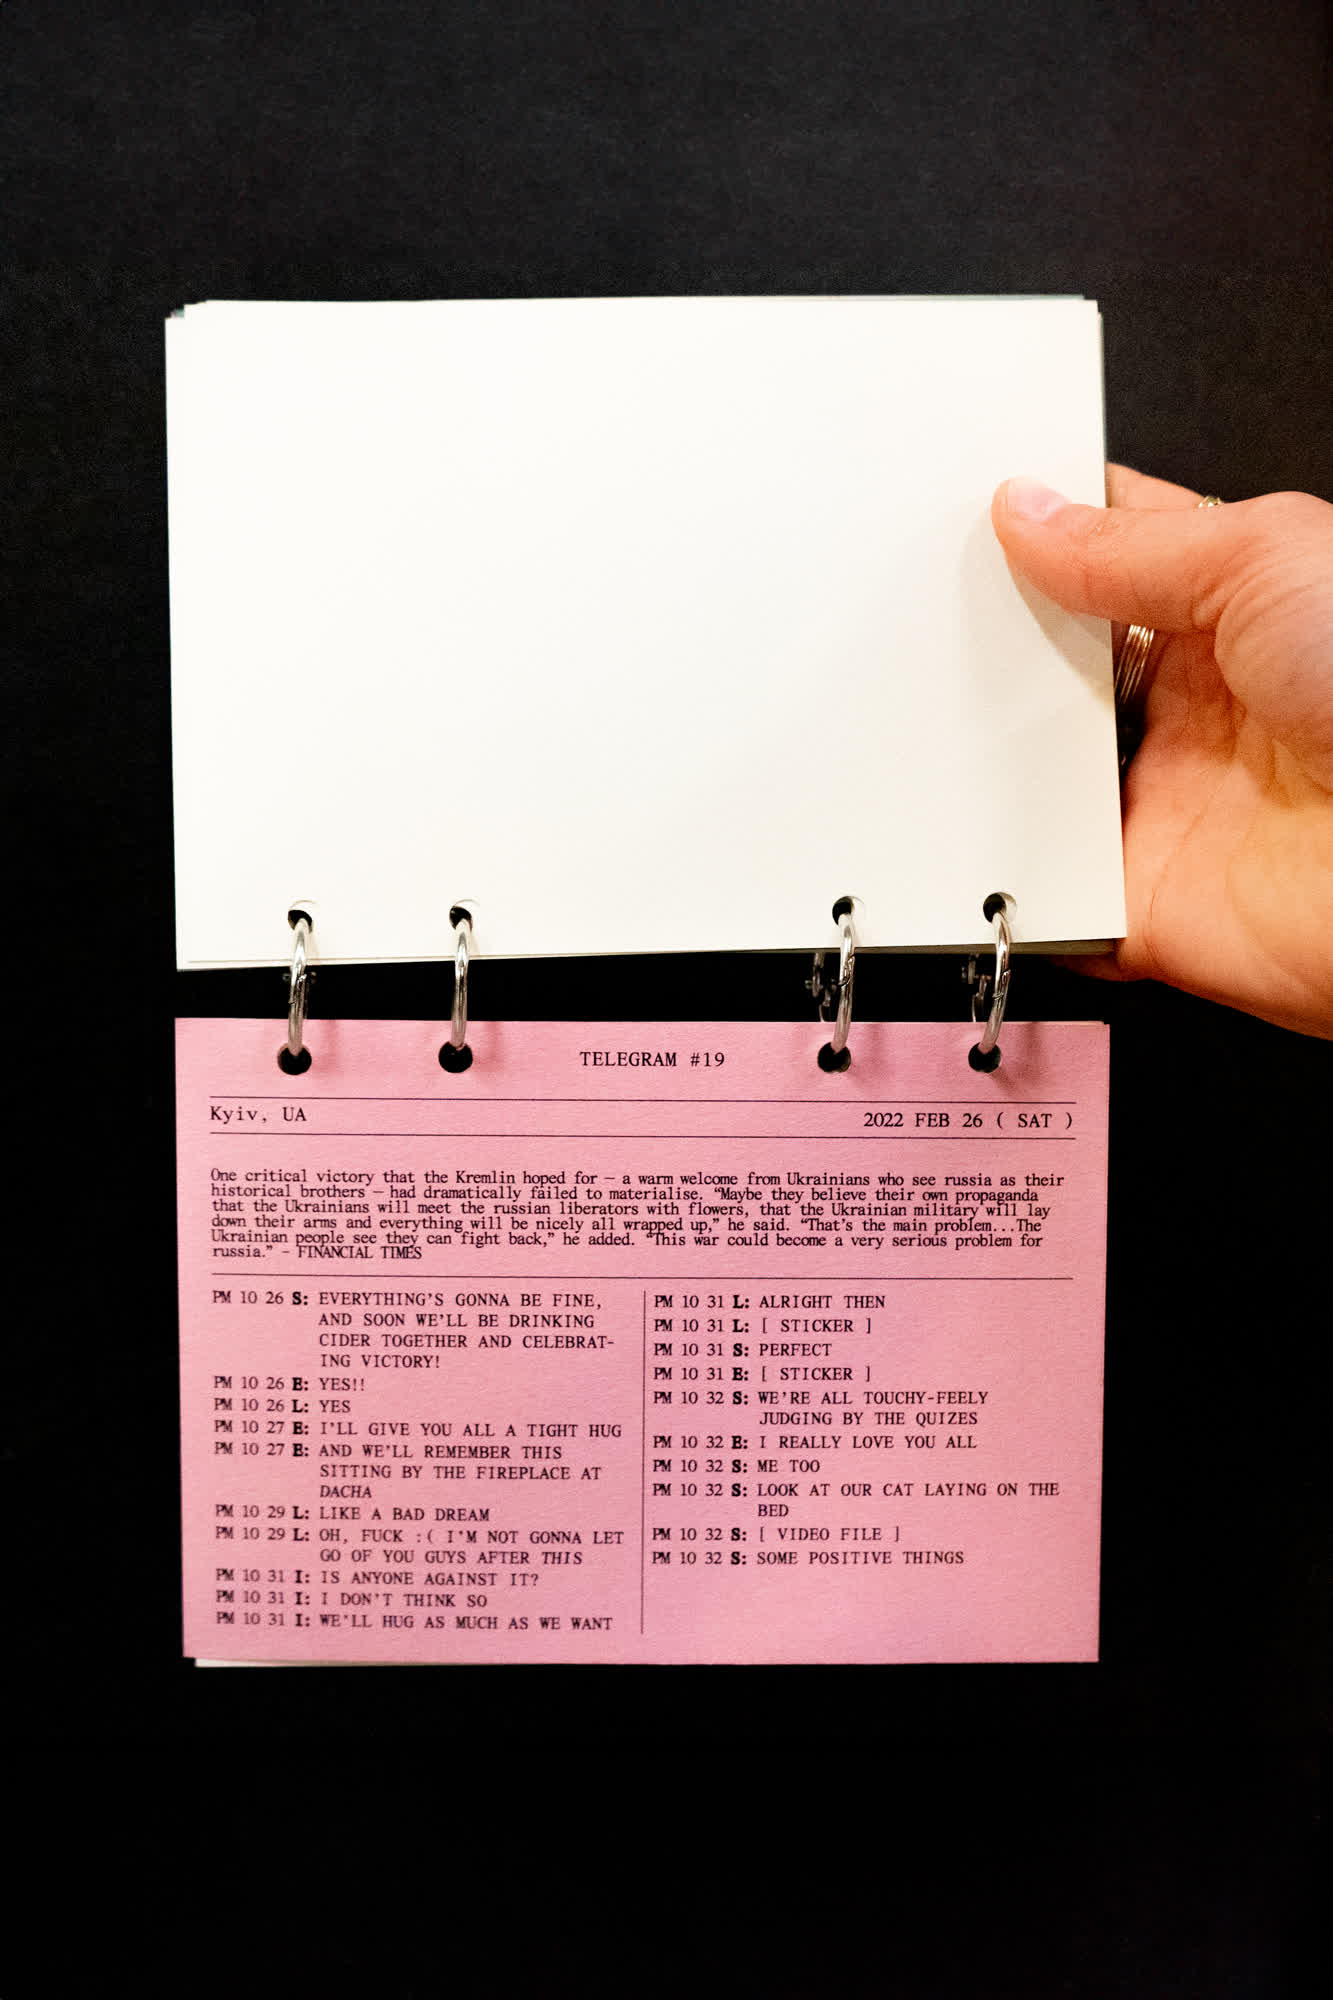 TELEGRAM #19
Kyiv, UA
2022 FEB 26 ( SAT )
One critical victory that the Kremlin hoped for — a warm welcome from Ukrainians who see russia as their
historical brothers — had dramatically failed to materialise. “Maybe they believe their own propaganda
that the Ukrainians will meet the russian liberators with flowers, that the Ukrainian military will lay
down their arms and everything will be nicely all wrapped up,” he said. “That’s the main problem...The
Ukrainian people see they can fight back,” he added. “This war could become a very serious problem for
russia.” – FINANCIAL TIMES
PM 10 26 S: EVERYTHING’S GONNA BE FINE,
AND SOON WE’LL BE DRINKING
CIDER TOGETHER AND CELEBRAT-
ING VICTORY!
PM 10 26 E: YES!!
PM 10 26 L: YES
PM 10 27 E: I’LL GIVE YOU ALL A TIGHT HUG
PM 10 27 E: AND WE’LL REMEMBER THIS
SITTING BY THE FIREPLACE AT
DACHA
PM 10 29 L: LIKE A BAD DREAM
PM 10 29 L: OH, FUCK :( I’M NOT GONNA LET
GO OF YOU GUYS AFTER THIS
PM 10 31 I: IS ANYONE AGAINST IT?
PM 10 31 I: I DON’T THINK SO
PM 10 31 I: WE’LL HUG AS MUCH AS WE WANT
PM 10 31 L: ALRIGHT THEN
PM 10 31 L: [ STICKER ]
PM 10 31 S: PERFECT
PM 10 31 E: [ STICKER ]
PM 10 32 S: WE’RE ALL TOUCHY-FEELY
JUDGING BY THE QUIZES
PM 10 32 E: I REALLY LOVE YOU ALL
PM 10 32 S: ME TOO
PM 10 32 S: LOOK AT OUR CAT LAYING ON THE
BED
PM 10 32 S: [ VIDEO FILE ]
PM 10 32 S: SOME POSITIVE THINGS